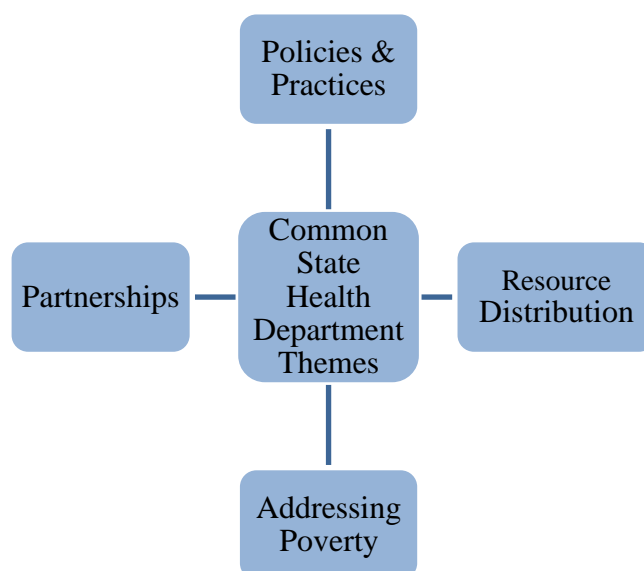 Policies &
Practices
Partnerships
Common
State
Health
Department
Themes
Resource
Distribution
Addressing
Poverty